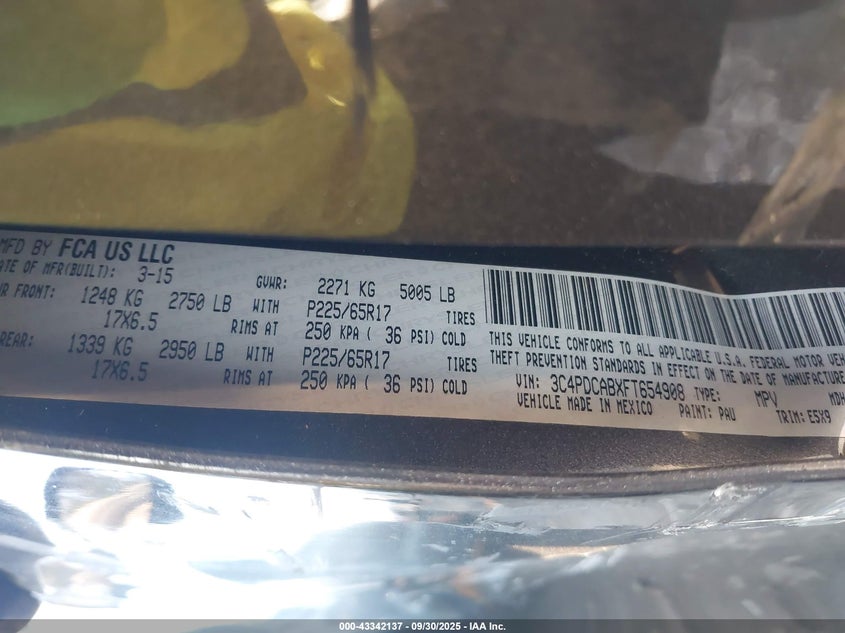 MFD BY FCA US LLC
DATE OF MFR(BUILT): 3-15 GVWR: 2271 KG 5005 LB
FRONT: 1248 KG 2750 LB WITH P225/65R17 TIRES
17X6.5 RIMS AT 250 KPA ( 36 PSI) COLD
REAR: 1339 KG 2950 LB WITH P225/65R17 TIRES
17X6.5 RIMS AT 250 KPA ( 36 PSI) COLD
THIS VEHICLE CONFORMS TO ALL APPLICABLE U.S.A. FEDERAL MOTOR VEH
THEFT PREVENTION STANDARDS IN EFFECT ON THE DATE OF MANUFACTURE
VIN: 3C4PDCABXFT654908 TYPE: MPV MDH
VEHICLE MADE IN MEXICO PAINT: PAU TRIM: E5X9
000-43342137 - 09/30/2025 - IAA Inc.